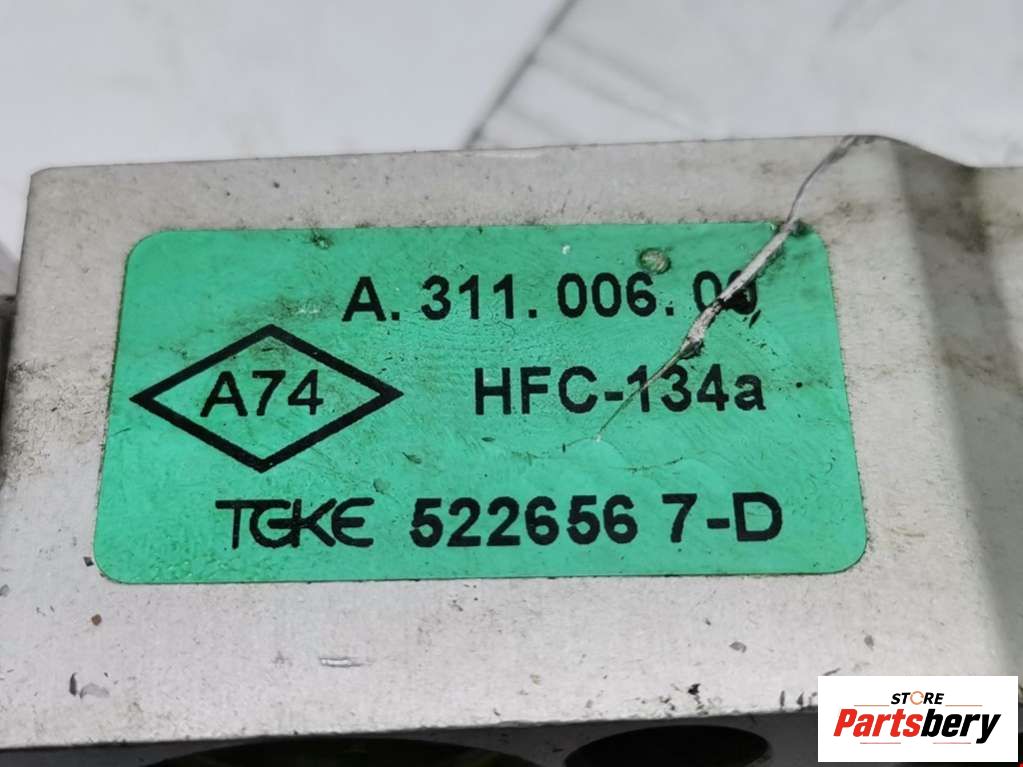 A. 311. 006. 00
A74
HFC-134a
TGKE 522656 7-D
STORE
Partsbery